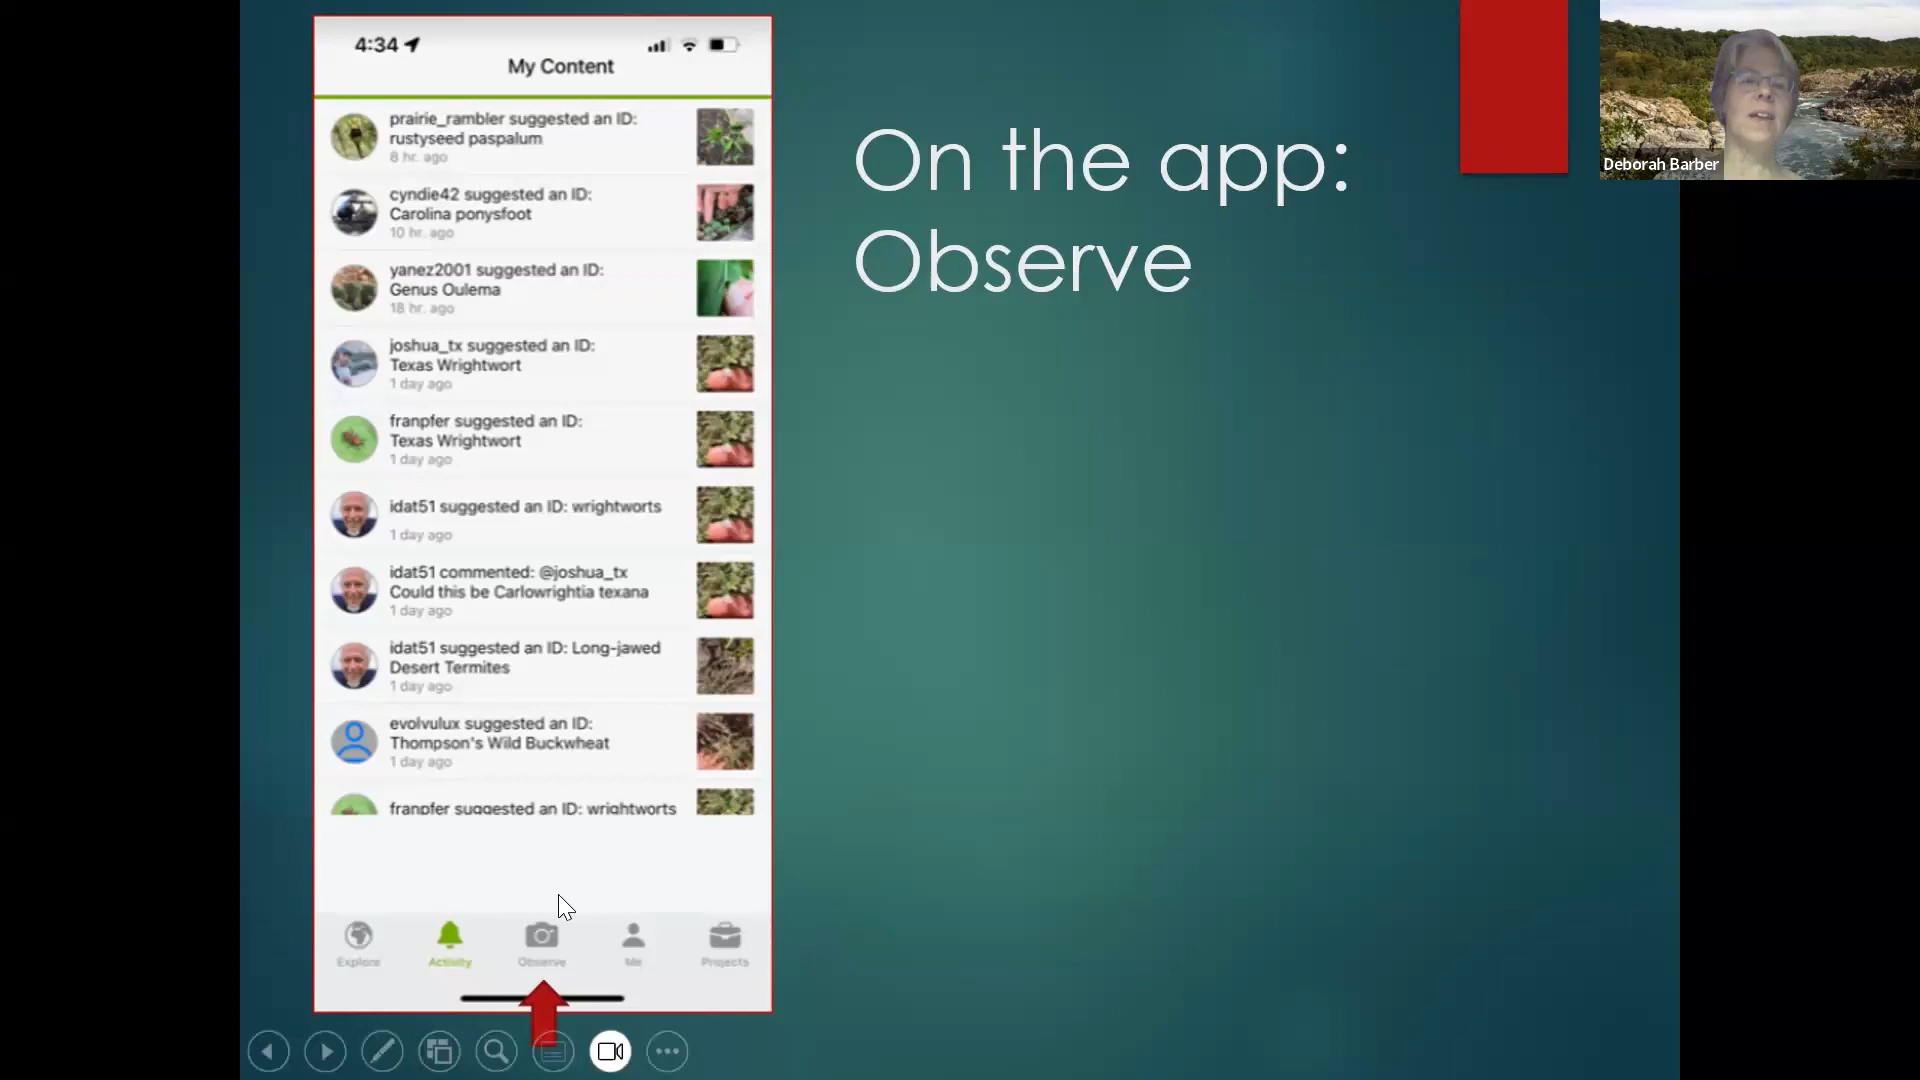 4:34
My Content
prairie_rambler suggested an ID:
rustyseed paspalum
8 hr. ago
cyndie42 suggested an ID:
Carolina ponysfoot
10 hr. ago
yanez2001 suggested an ID:
Genus Oulema
18 hr. ago
joshua_tx suggested an ID:
Texas Wrightwort
1 day ago
franpfer suggested an ID:
Texas Wrightwort
1 day ago
idat51 suggested an ID: wrightworts
1 day ago
idat51 commented: @joshua_tx
Could this be Carlowrightia texana
1 day ago
idat51 suggested an ID: Long-jawed
Desert Termites
1 day ago
evolvulux suggested an ID:
Thompson's Wild Buckwheat
1 day ago
franpfer suggested an ID: wrightworts
Explore
Activity
Observe
Me
Projects
On the app:
Observe
Deborah Barber